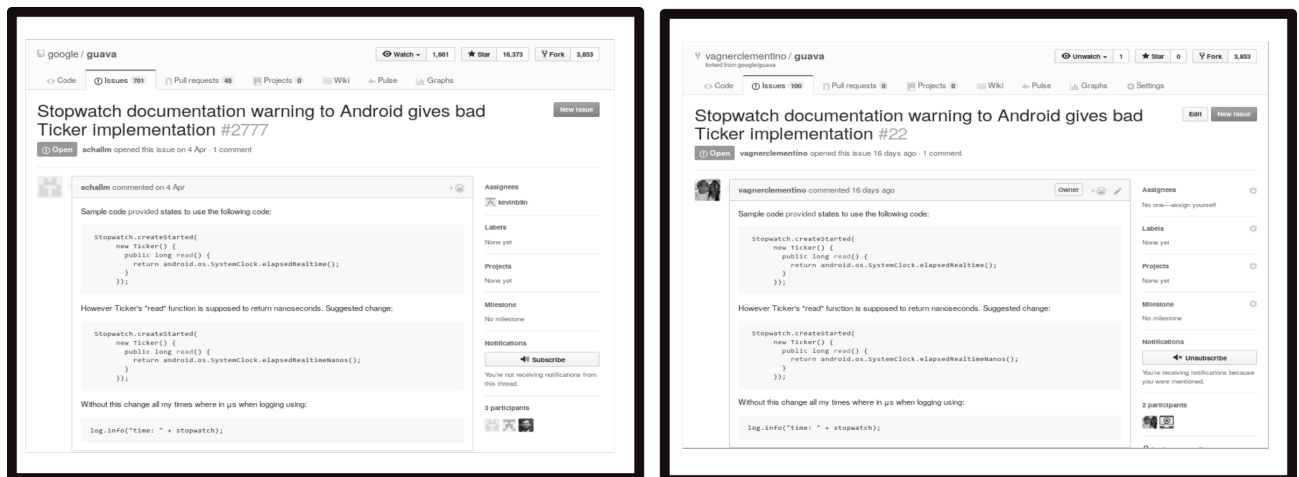 google / guava
Watch 1,661 Star 16,373 Fork 3,853
Code Issues 701 Pull requests 45 Projects 0 Wiki Pulse Graphs
Stopwatch documentation warning to Android gives bad
Ticker implementation #2777
New issue
Open schallm opened this issue on 4 Apr · 1 comment
schallm commented on 4 Apr
Sample code provided states to use the following code:
Stopwatch.createStarted(
new Ticker() {
public long read() {
return android.os.SystemClock.elapsedRealtime();
}
});
However Ticker's "read" function is supposed to return nanoseconds. Suggested change:
Stopwatch.createStarted(
new Ticker() {
public long read() {
return android.os.SystemClock.elapsedRealtimeNanos();
}
});
Without this change all my times where in µs when logging using:
log.info("time: " + stopwatch);
Assignees
kevinb9n
Labels
None yet
Projects
None yet
Milestone
No milestone
Notifications
Subscribe
You're not receiving notifications from
this thread.
3 participants
vagnerclementino / guava
forked from google/guava
Unwatch 1 Star 0 Fork 3,853
Code Issues 100 Pull requests 0 Projects 0 Wiki Pulse Graphs Settings
Stopwatch documentation warning to Android gives bad
Ticker implementation #22
Edit New issue
Open vagnerclementino opened this issue 16 days ago · 1 comment
vagnerclementino commented 16 days ago Owner
Sample code provided states to use the following code:
Stopwatch.createStarted(
new Ticker() {
public long read() {
return android.os.SystemClock.elapsedRealtime();
}
});
However Ticker's "read" function is supposed to return nanoseconds. Suggested change:
Stopwatch.createStarted(
new Ticker() {
public long read() {
return android.os.SystemClock.elapsedRealtimeNanos();
}
});
Without this change all my times where in µs when logging using:
log.info("time: " + stopwatch);
Assignees
No one—assign yourself
Labels
None yet
Projects
None yet
Milestone
No milestone
Notifications
Unsubscribe
You're receiving notifications because
you were mentioned.
2 participants